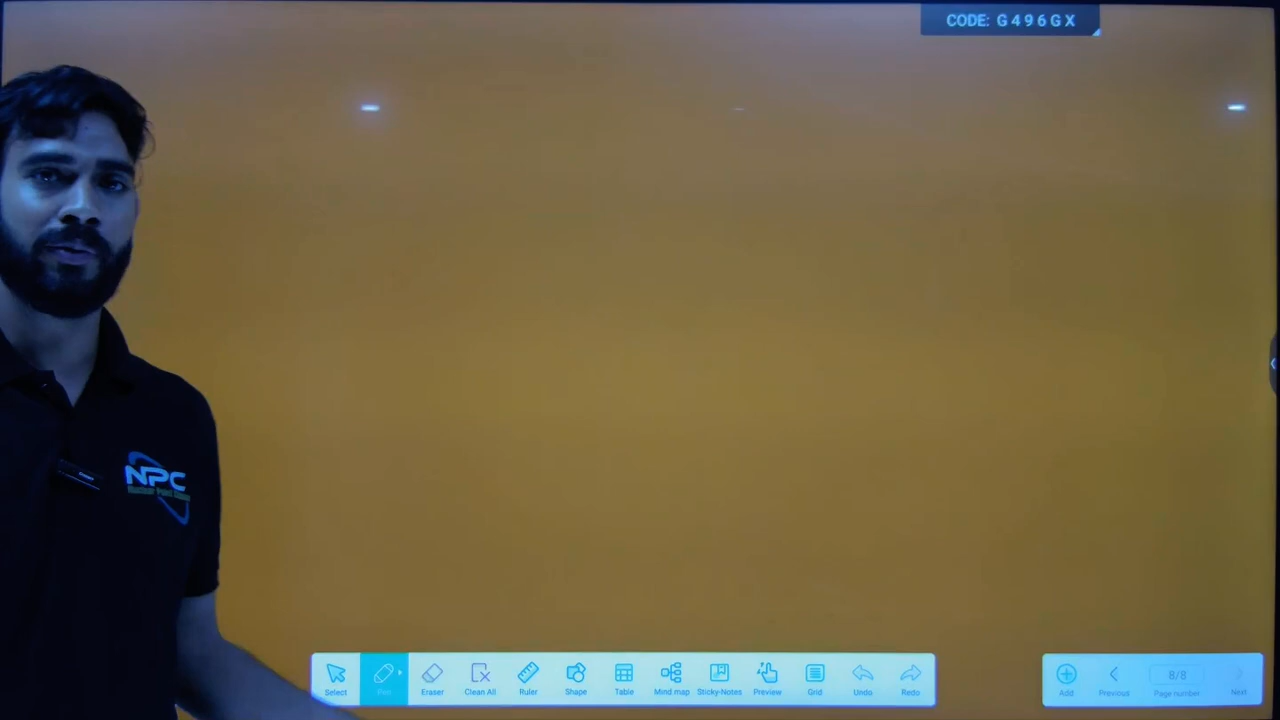 CODE: G496GX
NPC
Select
Pen
Eraser
Clean All
Ruler
Shape
Table
Mind map
Sticky-Notes
Preview
Grid
Undo
Redo
Add
Previous
8/8
Page number
Next